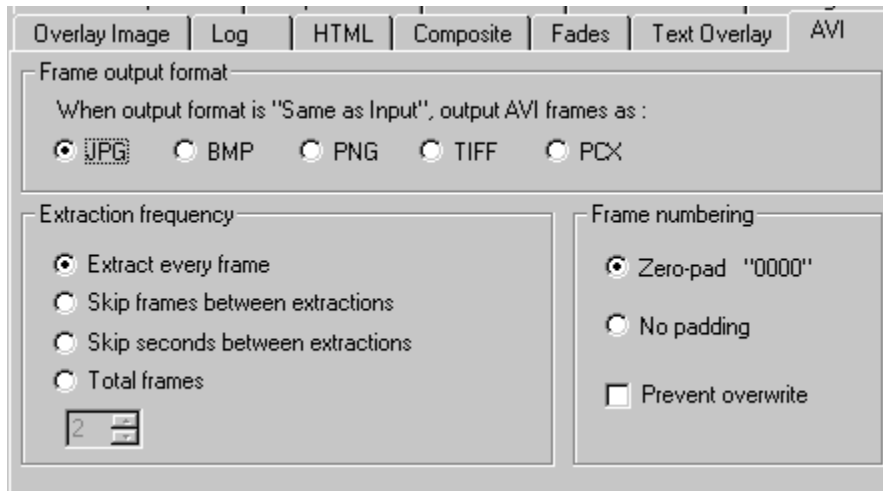 Overlay Image Log HTML Composite Fades Text Overlay AVI
Frame output format
When output format is "Same as Input", output AVI frames as :
JPG BMP PNG TIFF PCX
Extraction frequency
Extract every frame
Skip frames between extractions
Skip seconds between extractions
Total frames
2
Frame numbering
Zero-pad "0000"
No padding
Prevent overwrite